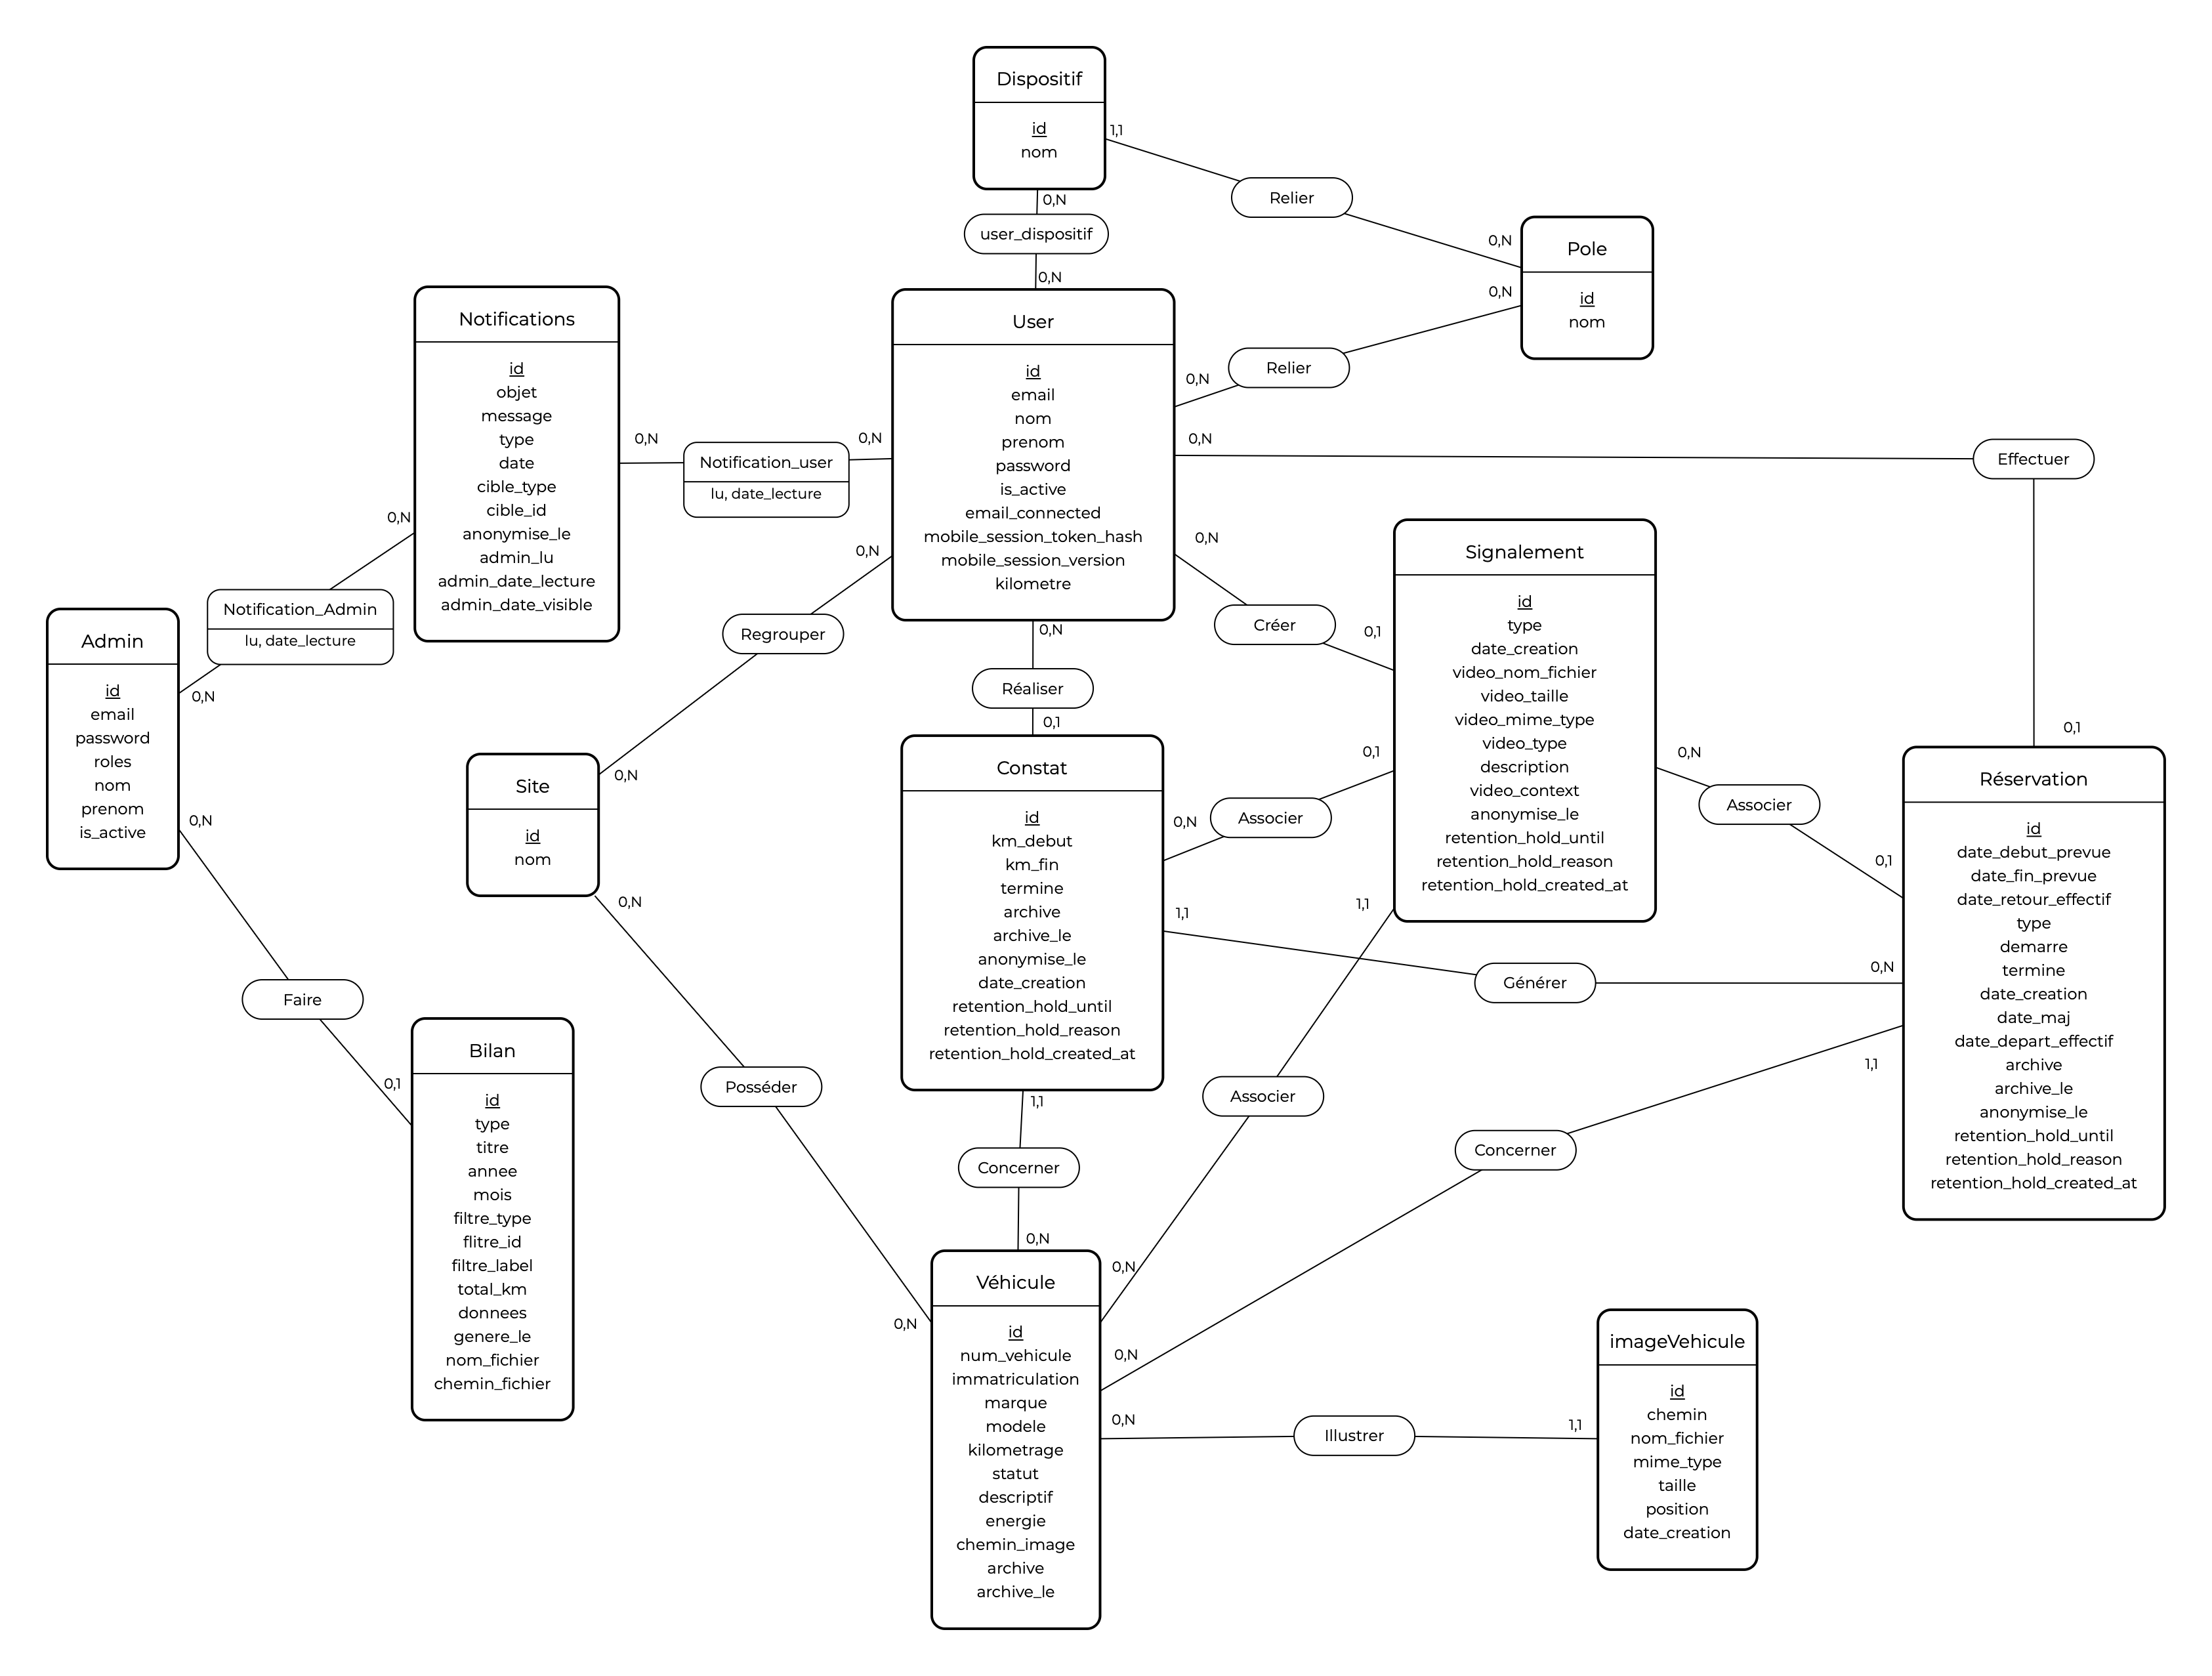 Dispositif
id
nom
1,1
0,N
user_dispositif
0,N
Relier
Pole
id
nom
0,N
0,N
Relier
0,N
Notifications
id
objet
message
type
date
cible_type
cible_id
anonymise_le
admin_lu
admin_date_lecture
admin_date_visible
0,N
Notification_user
lu, date_lecture
0,N
User
id
email
nom
prenom
password
is_active
email_connected
mobile_session_token_hash
mobile_session_version
kilometre
0,N
Effectuer
0,1
0,N
Notification_Admin
lu, date_lecture
0,N
Admin
id
email
password
roles
nom
prenom
is_active
0,N
Faire
0,1
0,N
Regrouper
0,N
Site
id
nom
0,N
Posséder
0,N
0,N
Réaliser
0,1
0,N
Créer
0,1
Signalement
id
type
date_creation
video_nom_fichier
video_taille
video_mime_type
video_type
description
video_context
anonymise_le
retention_hold_until
retention_hold_reason
retention_hold_created_at
Constat
id
km_debut
km_fin
termine
archive
archive_le
anonymise_le
date_creation
retention_hold_until
retention_hold_reason
retention_hold_created_at
0,1
Associer
0,N
0,N
Associer
0,1
1,1
Générer
0,N
Réservation
id
date_debut_prevue
date_fin_prevue
date_retour_effectif
type
demarre
termine
date_creation
date_maj
date_depart_effectif
archive
archive_le
anonymise_le
retention_hold_until
retention_hold_reason
retention_hold_created_at
1,1
Associer
0,N
1,1
Concerner
0,N
1,1
Concerner
0,N
Bilan
id
type
titre
annee
mois
filtre_type
flitre_id
filtre_label
total_km
donnees
genere_le
nom_fichier
chemin_fichier
Véhicule
id
num_vehicule
immatriculation
marque
modele
kilometrage
statut
descriptif
energie
chemin_image
archive
archive_le
0,N
Illustrer
1,1
imageVehicule
id
chemin
nom_fichier
mime_type
taille
position
date_creation